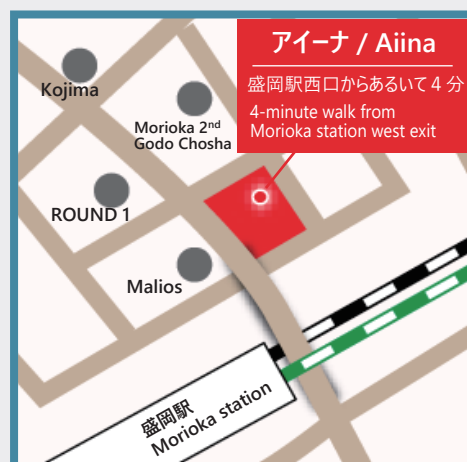 アイーナ / Aiina
盛岡駅西口からあるいて4分
4-minute walk from
Morioka station west exit
Kojima
Morioka 2nd
Godo Chosha
ROUND 1
Malios
盛岡駅
Morioka station